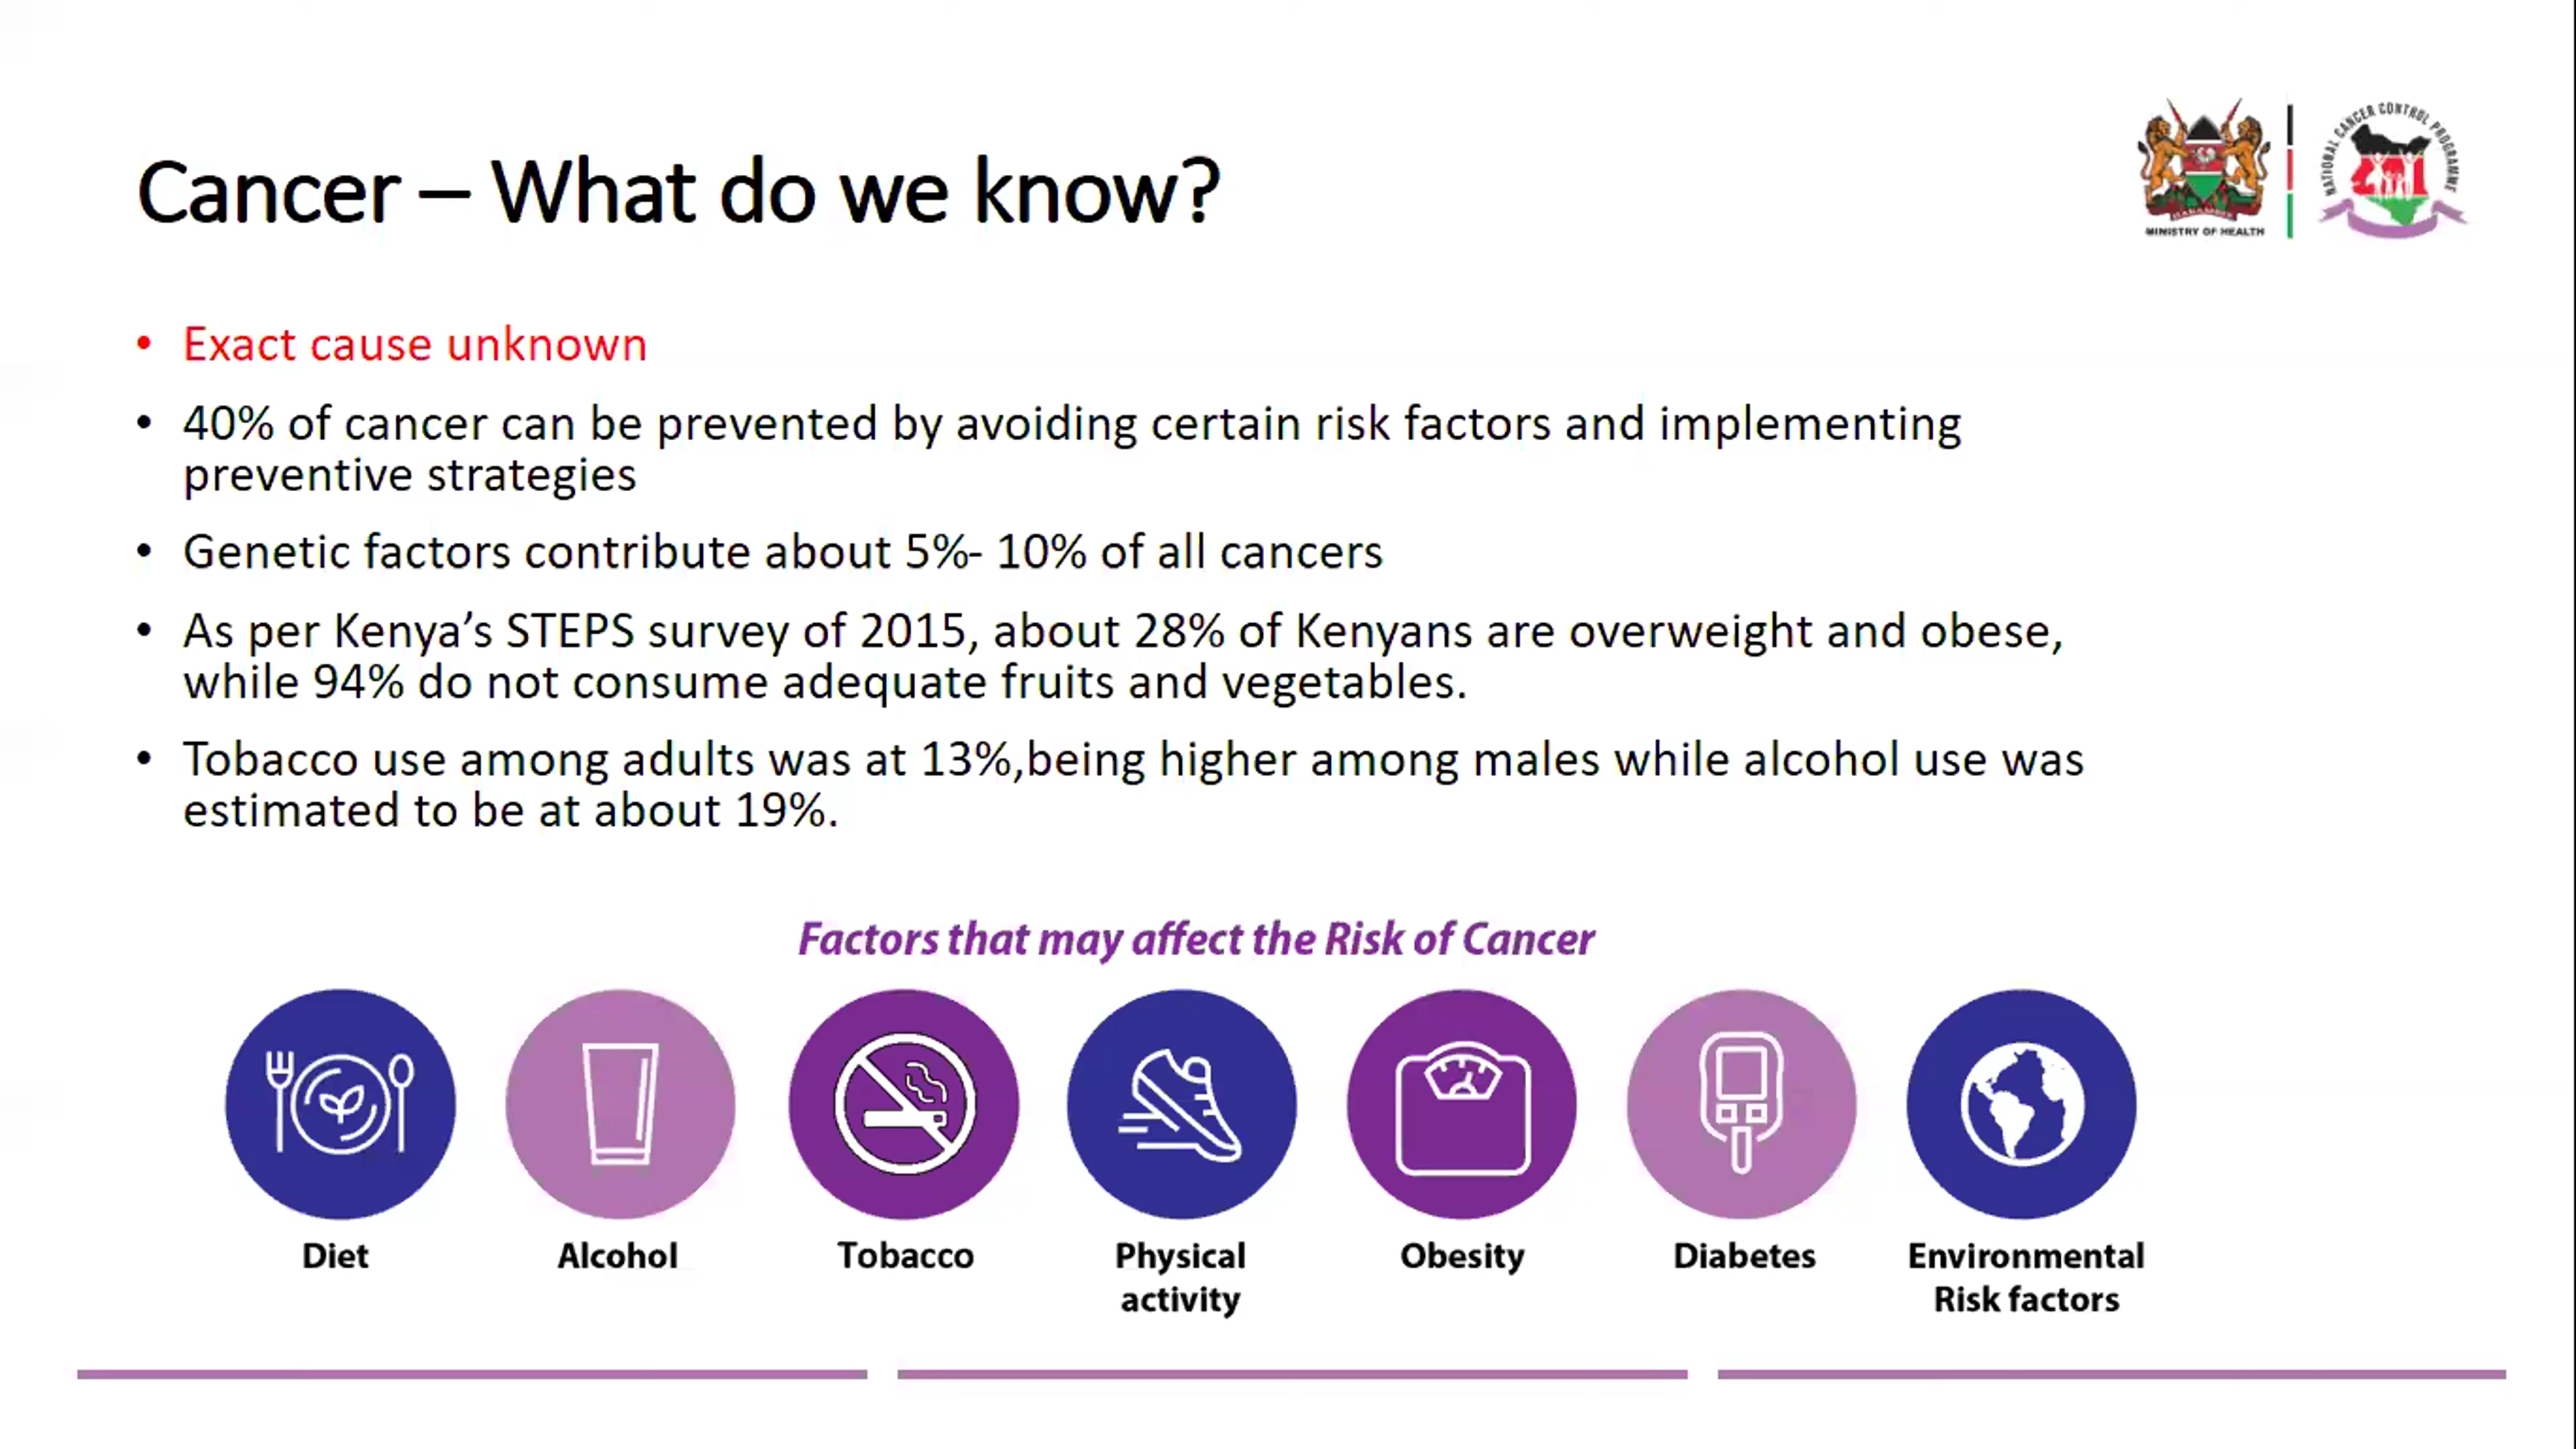 Cancer – What do we know?
HARAMBEE
MINISTRY OF HEALTH
NATIONAL CANCER CONTROL PROGRAMME
• Exact cause unknown
• 40% of cancer can be prevented by avoiding certain risk factors and implementing
preventive strategies
• Genetic factors contribute about 5%- 10% of all cancers
• As per Kenya’s STEPS survey of 2015, about 28% of Kenyans are overweight and obese,
while 94% do not consume adequate fruits and vegetables.
• Tobacco use among adults was at 13%,being higher among males while alcohol use was
estimated to be at about 19%.
Factors that may affect the Risk of Cancer
Diet
Alcohol
Tobacco
Physical
activity
Obesity
Diabetes
Environmental
Risk factors